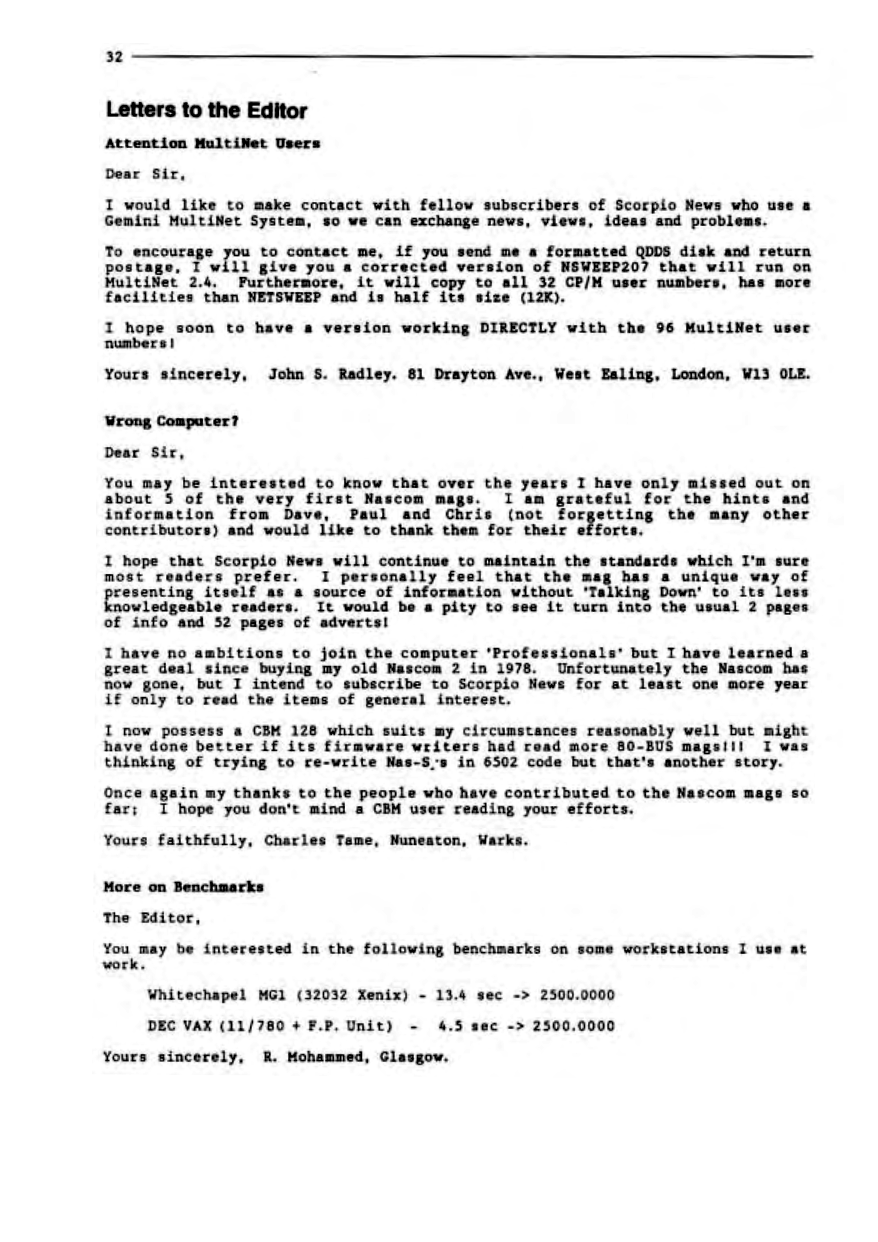 32
Letters to the Editor
Attention MultiNet Users
Dear Sir,
I would like to make contact with fellow subscribers of Scorpio News who use a
Gemini MultiNet System, so we can exchange news, views, ideas and problems.
To encourage you to contact me, if you send me a formatted QDDS disk and return
postage, I will give you a corrected version of NSWEEP207 that will run on
MultiNet 2.4. Furthermore, it will copy to all 32 CP/M user numbers, has more
facilities than NETSWEEP and is half its size (12K).
I hope soon to have a version working DIRECTLY with the 96 MultiNet user
numbers!
Yours sincerely, John S. Radley. 81 Drayton Ave., West Ealing, London, W13 0LE.
Wrong Computer?
Dear Sir,
You may be interested to know that over the years I have only missed out on
about 5 of the very first Nascom mags. I am grateful for the hints and
information from Dave, Paul and Chris (not forgetting the many other
contributors) and would like to thank them for their efforts.
I hope that Scorpio News will continue to maintain the standards which I'm sure
most readers prefer. I personally feel that the mag has a unique way of
presenting itself as a source of information without 'Talking Down' to its less
knowledgeable readers. It would be a pity to see it turn into the usual 2 pages
of info and 52 pages of adverts!
I have no ambitions to join the computer 'Professionals' but I have learned a
great deal since buying my old Nascom 2 in 1978. Unfortunately the Nascom has
now gone, but I intend to subscribe to Scorpio News for at least one more year
if only to read the items of general interest.
I now possess a CBM 128 which suits my circumstances reasonably well but might
have done better if its firmware writers had read more 80-BUS mags!!! I was
thinking of trying to re-write in 6502 code but that's another story.
Once again my thanks to the people who have contributed to the Nascom mags so
far; I hope you don't mind a CBM user reading your efforts.
Yours faithfully, Charles Tame, Nuneaton, Warks.
More on Benchmarks
The Editor,
You may be interested in the following benchmarks on some workstations I use at
work.
Whitechapel MG1 (32032 Xenix) - 13.4 sec -> 2500.0000
DEC VAX (11/780 + F.P. Unit) - 4.5 sec -> 2500.0000
Yours sincerely, R. Mohammed, Glasgow.